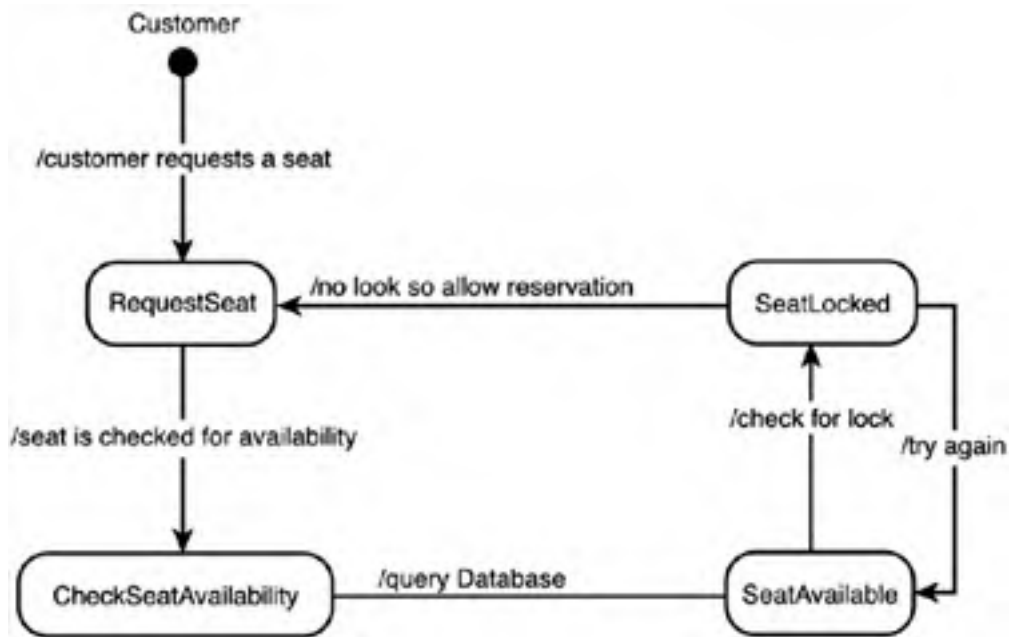 Customer
/customer requests a seat
RequestSeat
/no look so allow reservation
SeatLocked
/seat is checked for availability
/check for lock
/try again
CheckSeatAvailability
/query Database
SeatAvailable